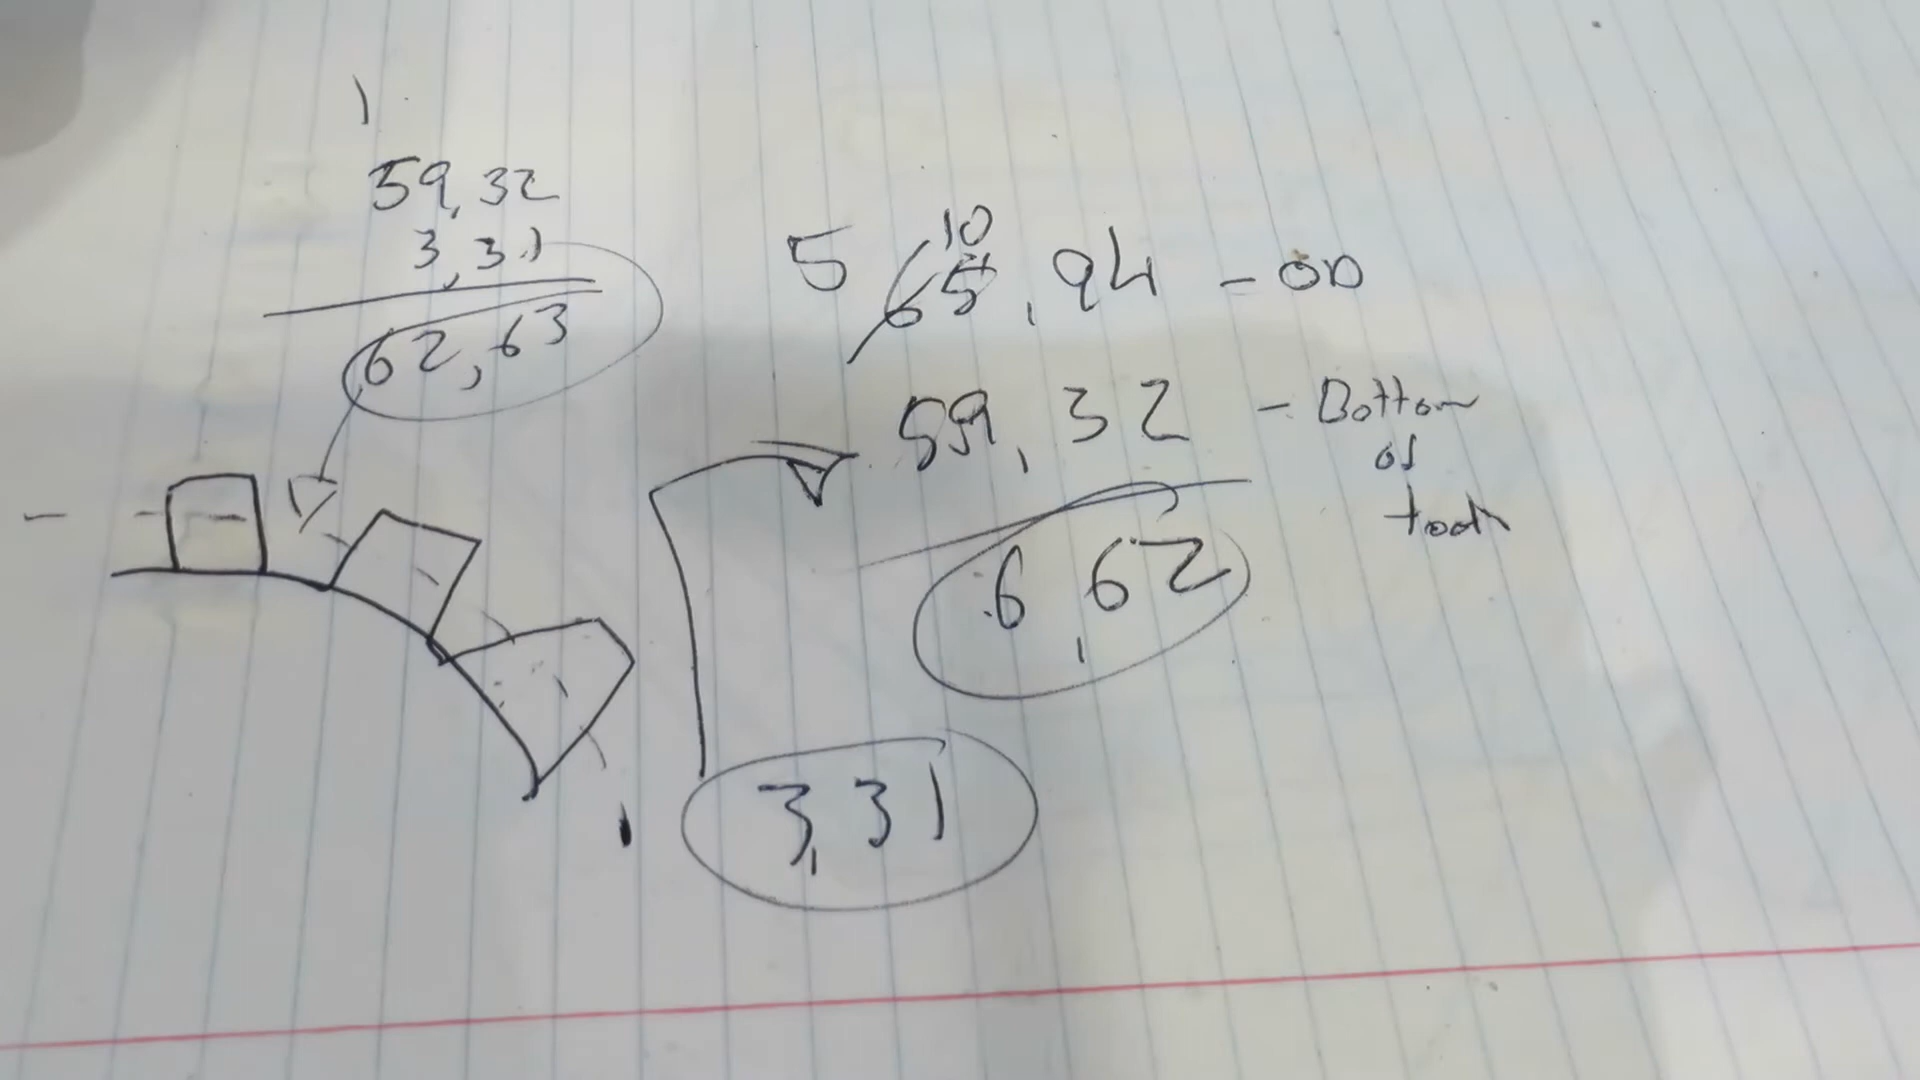 1
59,32
3,31
62,63
10
5 65,94 - OD
59,32 - Bottom
of
tooth
6,62
3,31